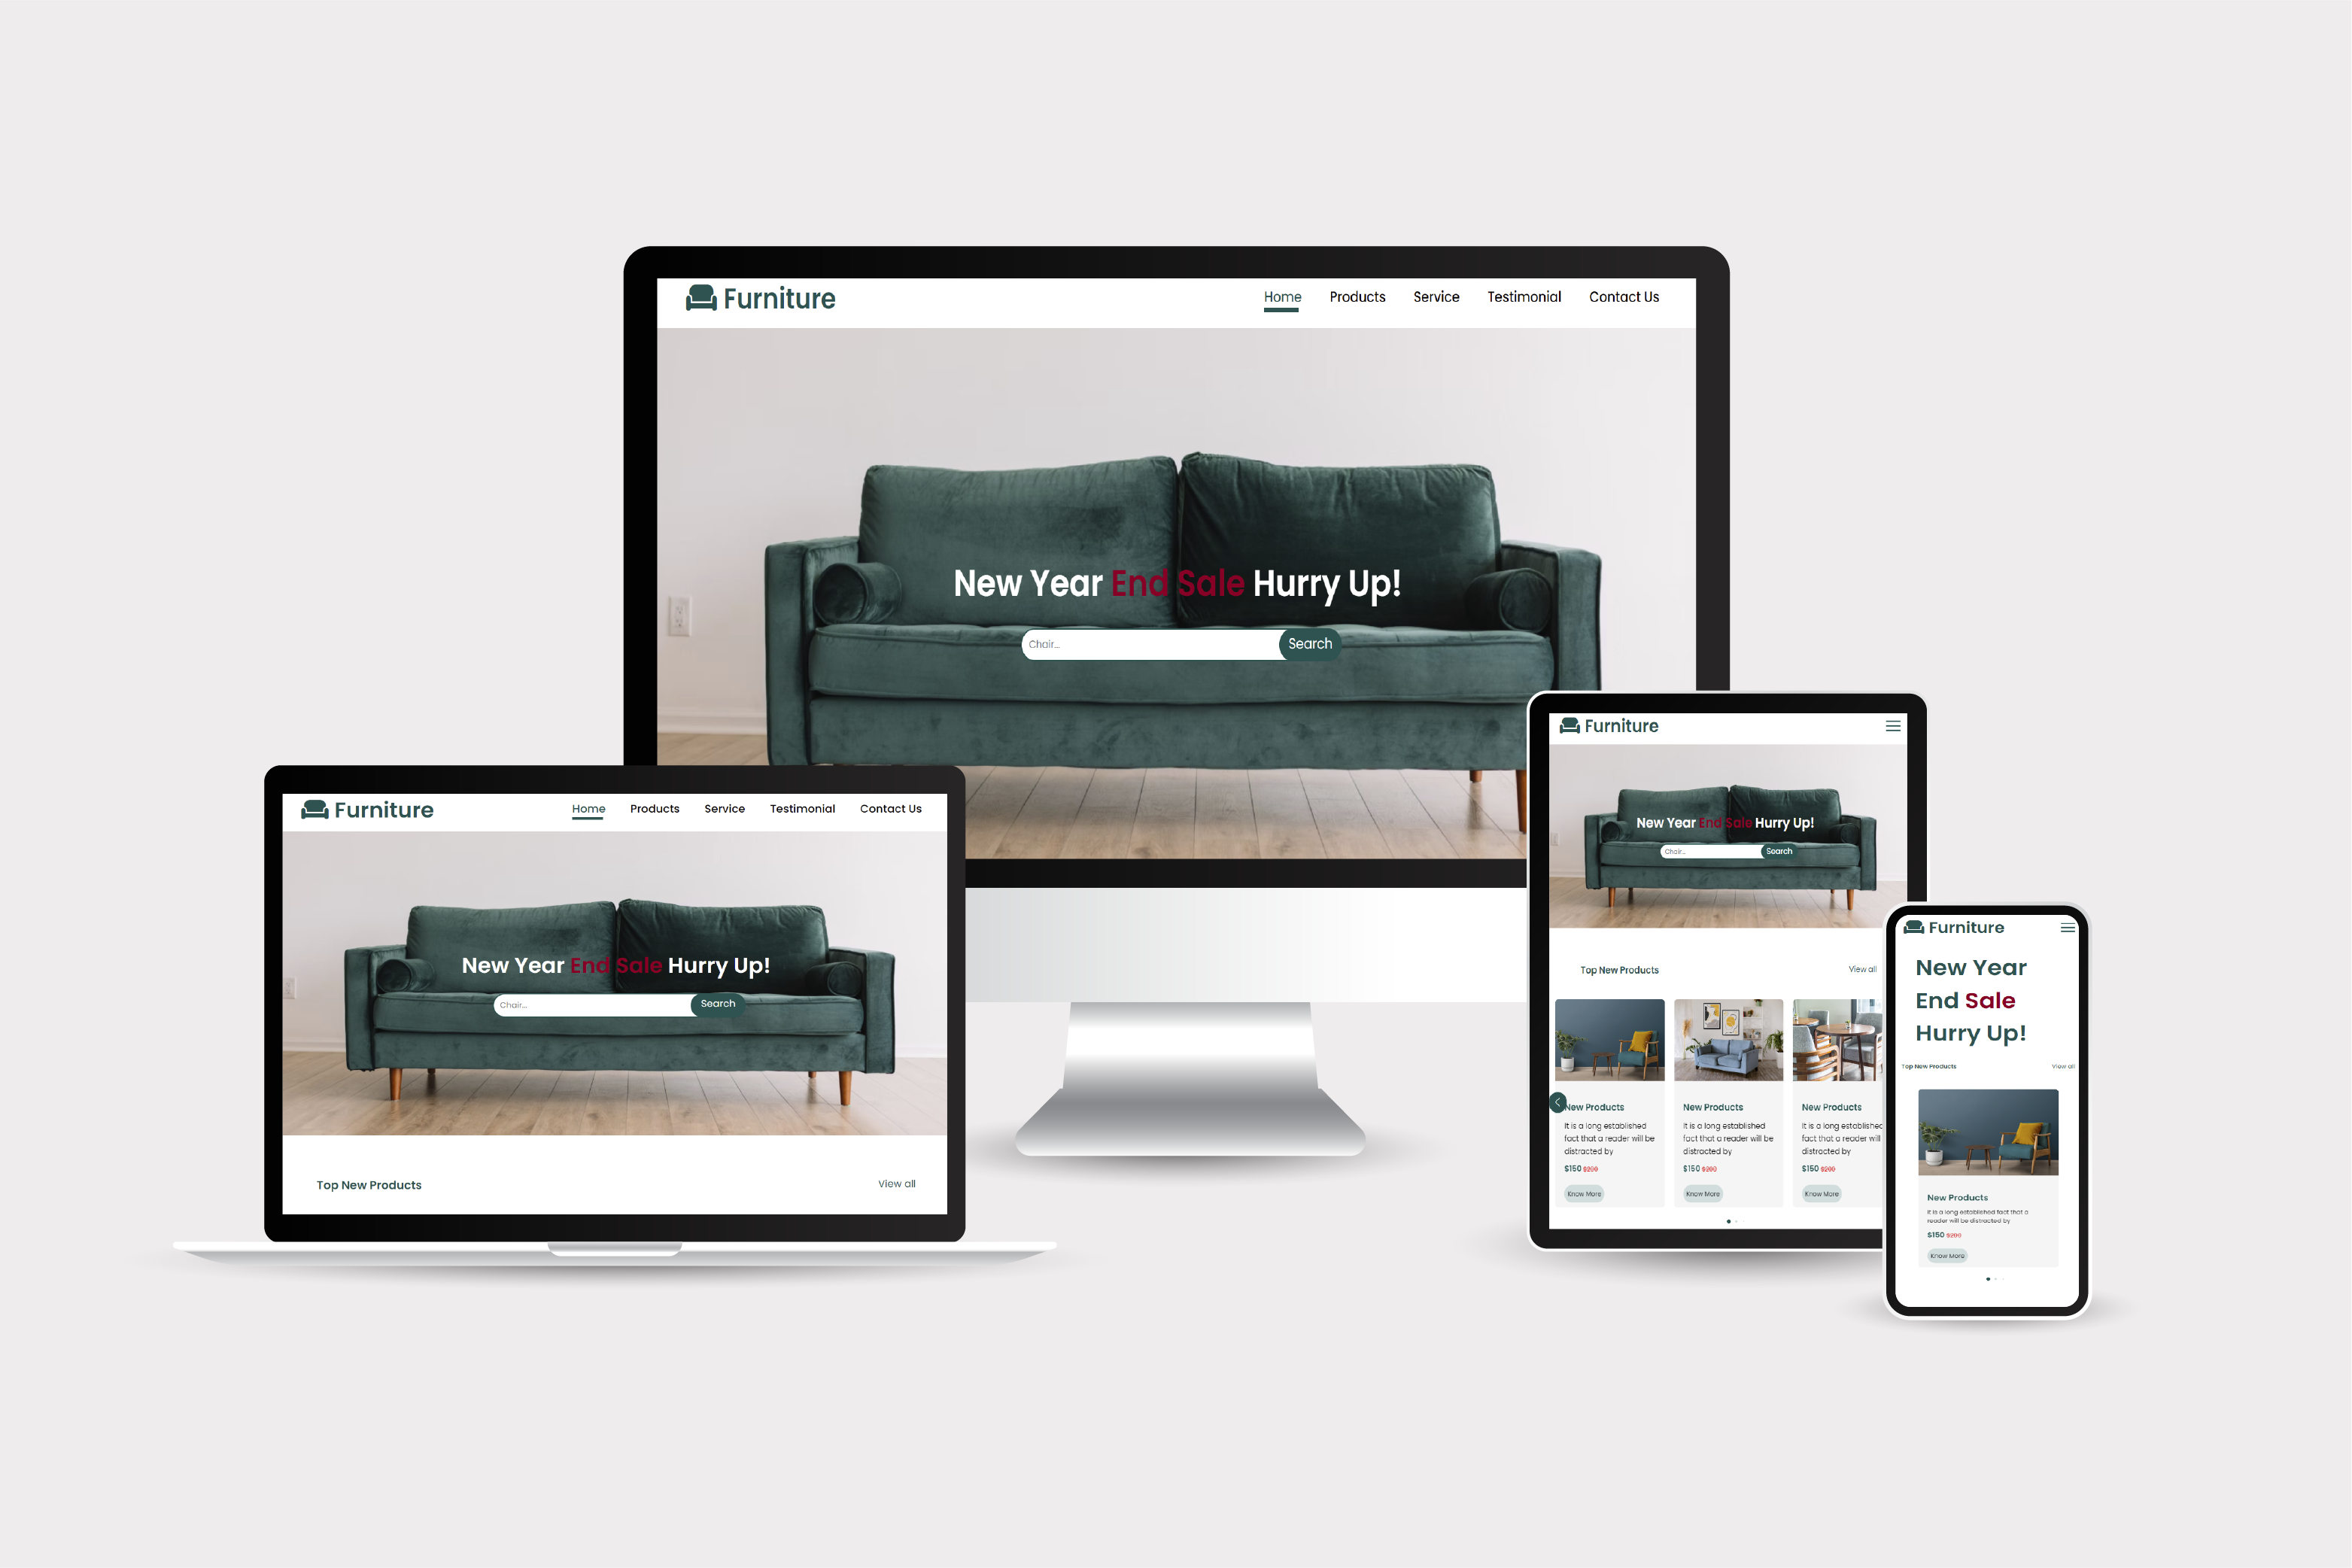 Furniture
Home Products Service Testimonial Contact Us
New Year End Sale Hurry Up!
Chair...
Search
Furniture
Home Products Service Testimonial Contact Us
New Year End Sale Hurry Up!
Chair...
Search
Top New Products
View all
Furniture
New Year End Sale Hurry Up!
Chair...
Search
Top New Products
View all
New Products
It is a long established
fact that a reader will be
distracted by
$150 $200
Know More
New Products
It is a long established
fact that a reader will be
distracted by
$150 $200
Know More
New Products
It is a long established
fact that a reader will
distracted by
$150 $200
Know More
Furniture
New Year
End Sale
Hurry Up!
Top New Products
View all
New Products
It is a long established fact that a
reader will be distracted by
$150 $200
Know More